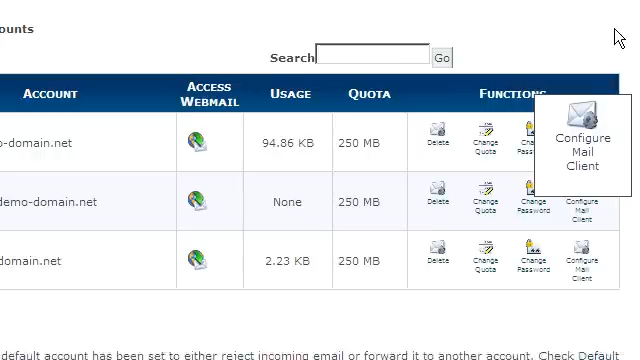 ounts
Search Go
ACCOUNT ACCESS WEBMAIL USAGE QUOTA FUNCTIONS
o-domain.net 94.86 KB 250 MB Delete Change Quota Configure Mail Client
demo-domain.net None 250 MB Delete Change Quota Change Password Configure Mail Client
domain.net 2.23 KB 250 MB Delete Change Quota Change Password Configure Mail Client
default account has been set to either reject incoming email or forward it to another account. Check Default